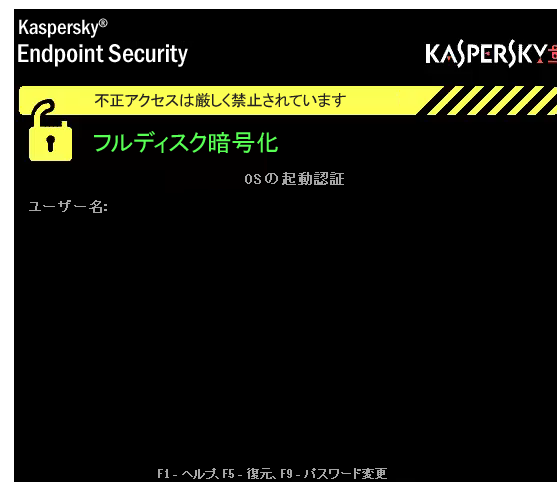 Kaspersky®
Endpoint Security
KASPERSKY
不正アクセスは厳しく禁止されています
フルディスク暗号化
OSの起動認証
ユーザー名:
F1 - ヘルプ、F5 - 復元、F9 - パスワード変更